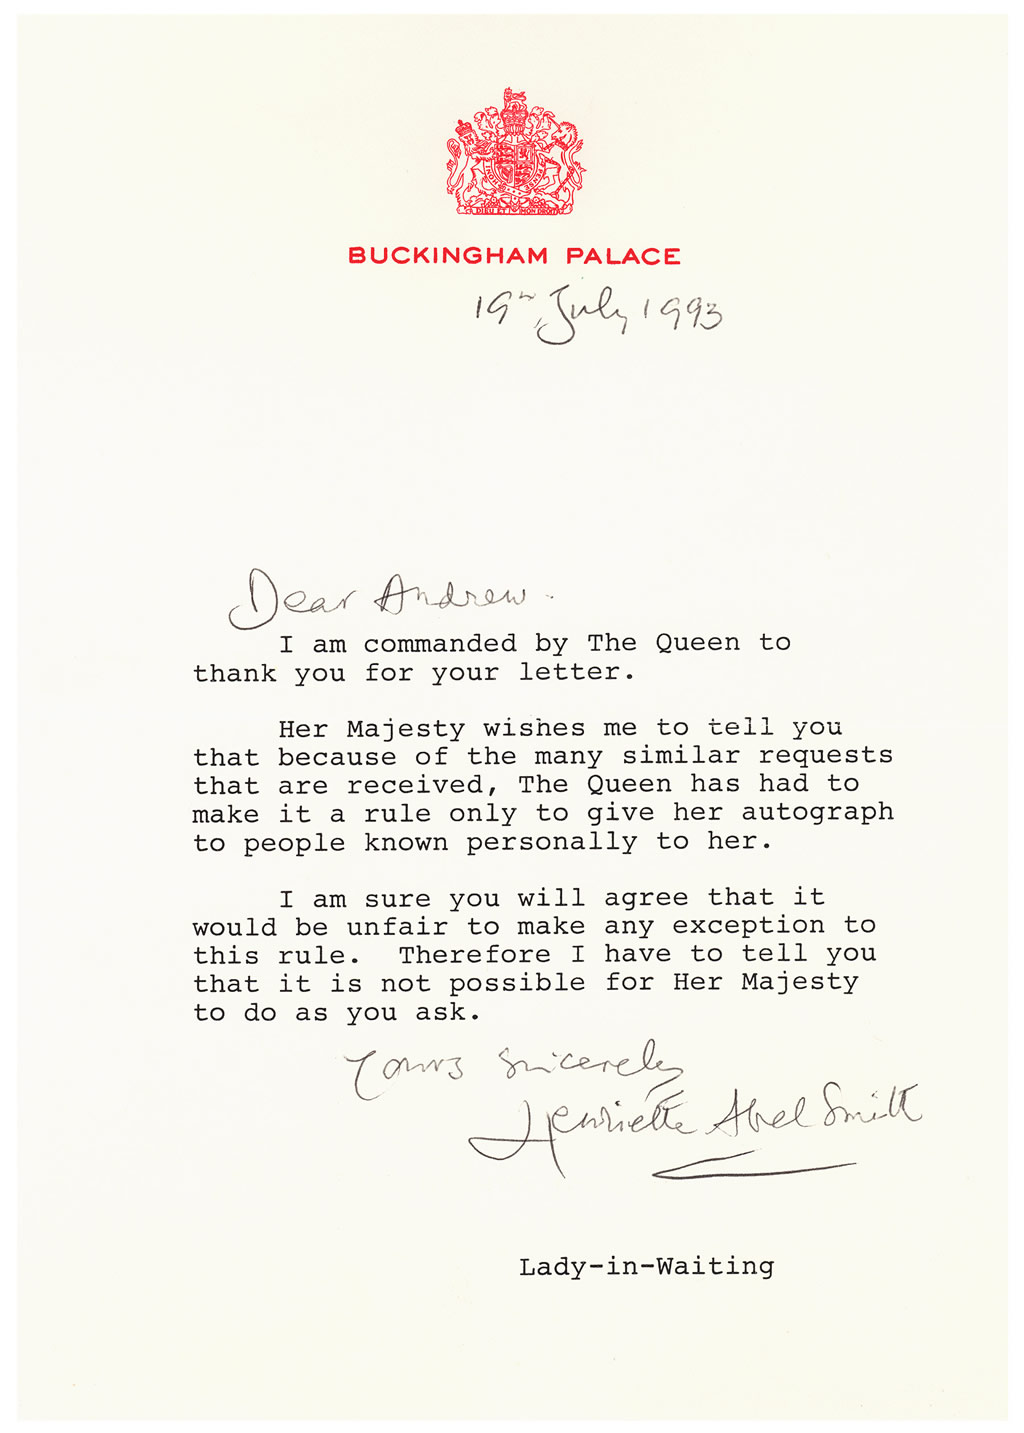 DIEU ET MON DROIT
BUCKINGHAM PALACE
19th July 1993
Dear Andrew.
I am commanded by The Queen to
thank you for your letter.
Her Majesty wishes me to tell you
that because of the many similar requests
that are received, The Queen has had to
make it a rule only to give her autograph
to people known personally to her.
I am sure you will agree that it
would be unfair to make any exception to
this rule. Therefore I have to tell you
that it is not possible for Her Majesty
to do as you ask.
Yours sincerely
Henriette Abel Smith
Lady-in-Waiting